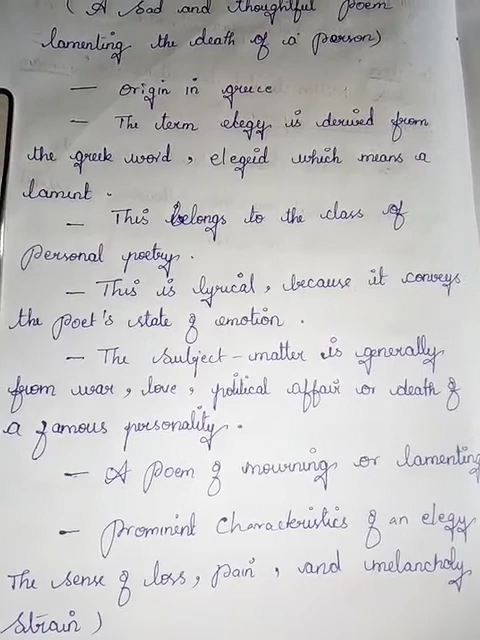 ( A sad and thoughtful poem
lamenting the death of a person)
— origin in greece
— The term elegy is derived from
the greek word, elegeid which means a
lament.
— This belongs to the class of
personal poetry.
— This is lyrical, because it conveys
the poet's state of emotion.
— The subject-matter is generally
from war, love, political affair or death of
a famous personality.
— A poem of mourning or lamenting
— Prominent characteristics of an elegy
The sense of loss, pain, and melancholy
strain)